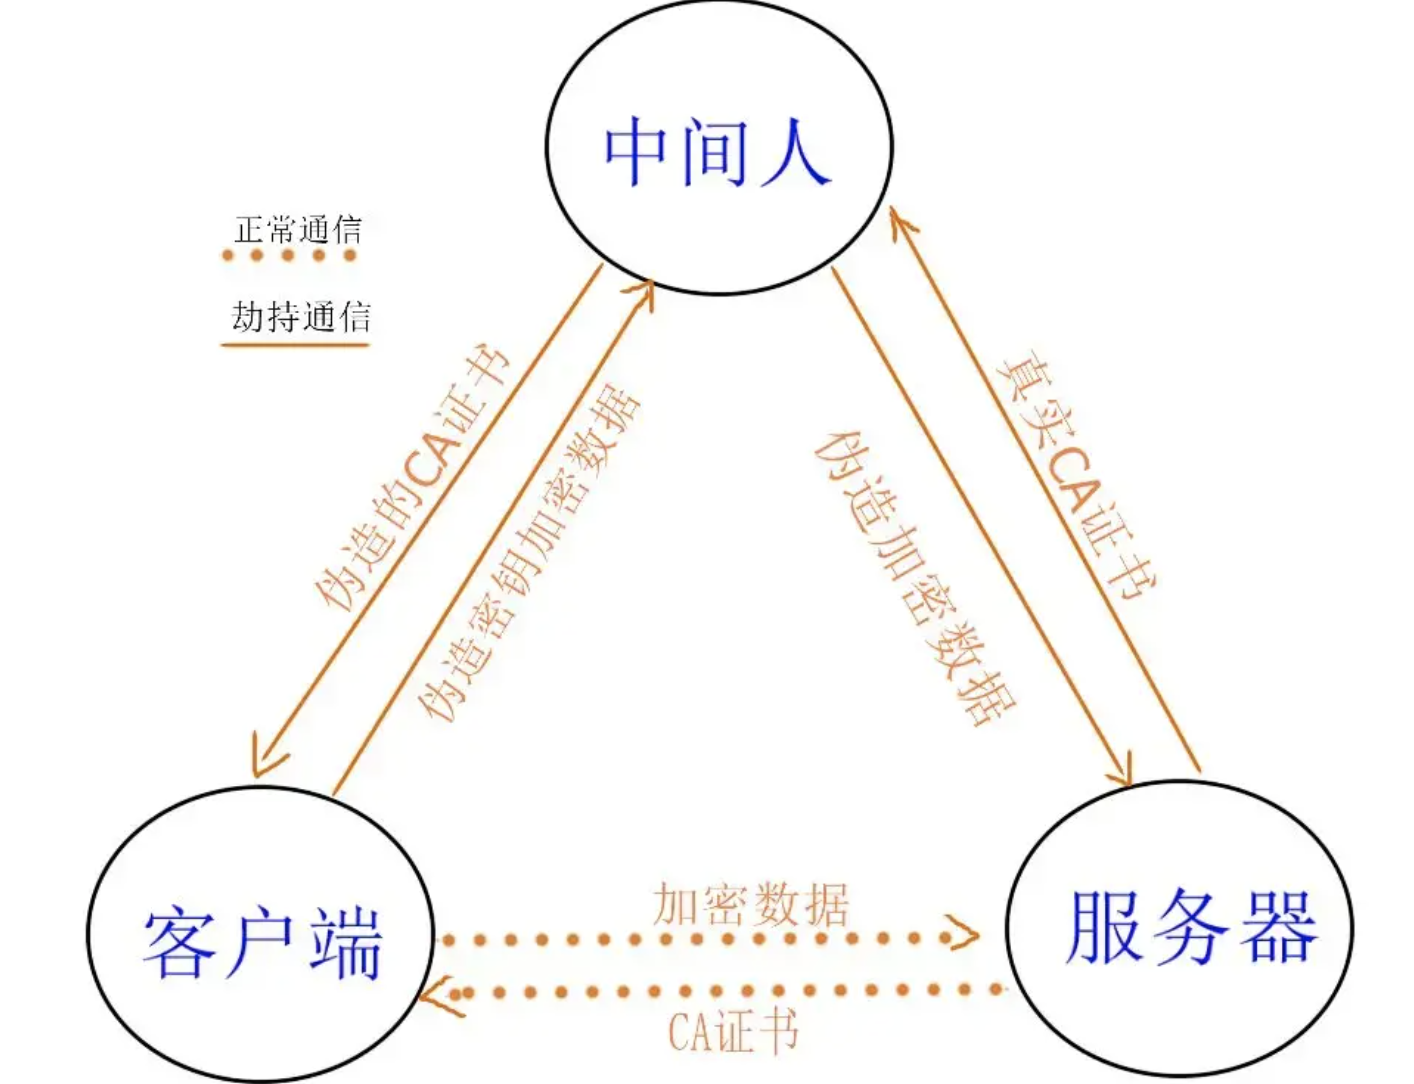 中间人
正常通信
劫持通信
伪造的CA证书
伪造密钥加密数据
伪造加密数据
真实CA证书
客户端
加密数据
CA证书
服务器